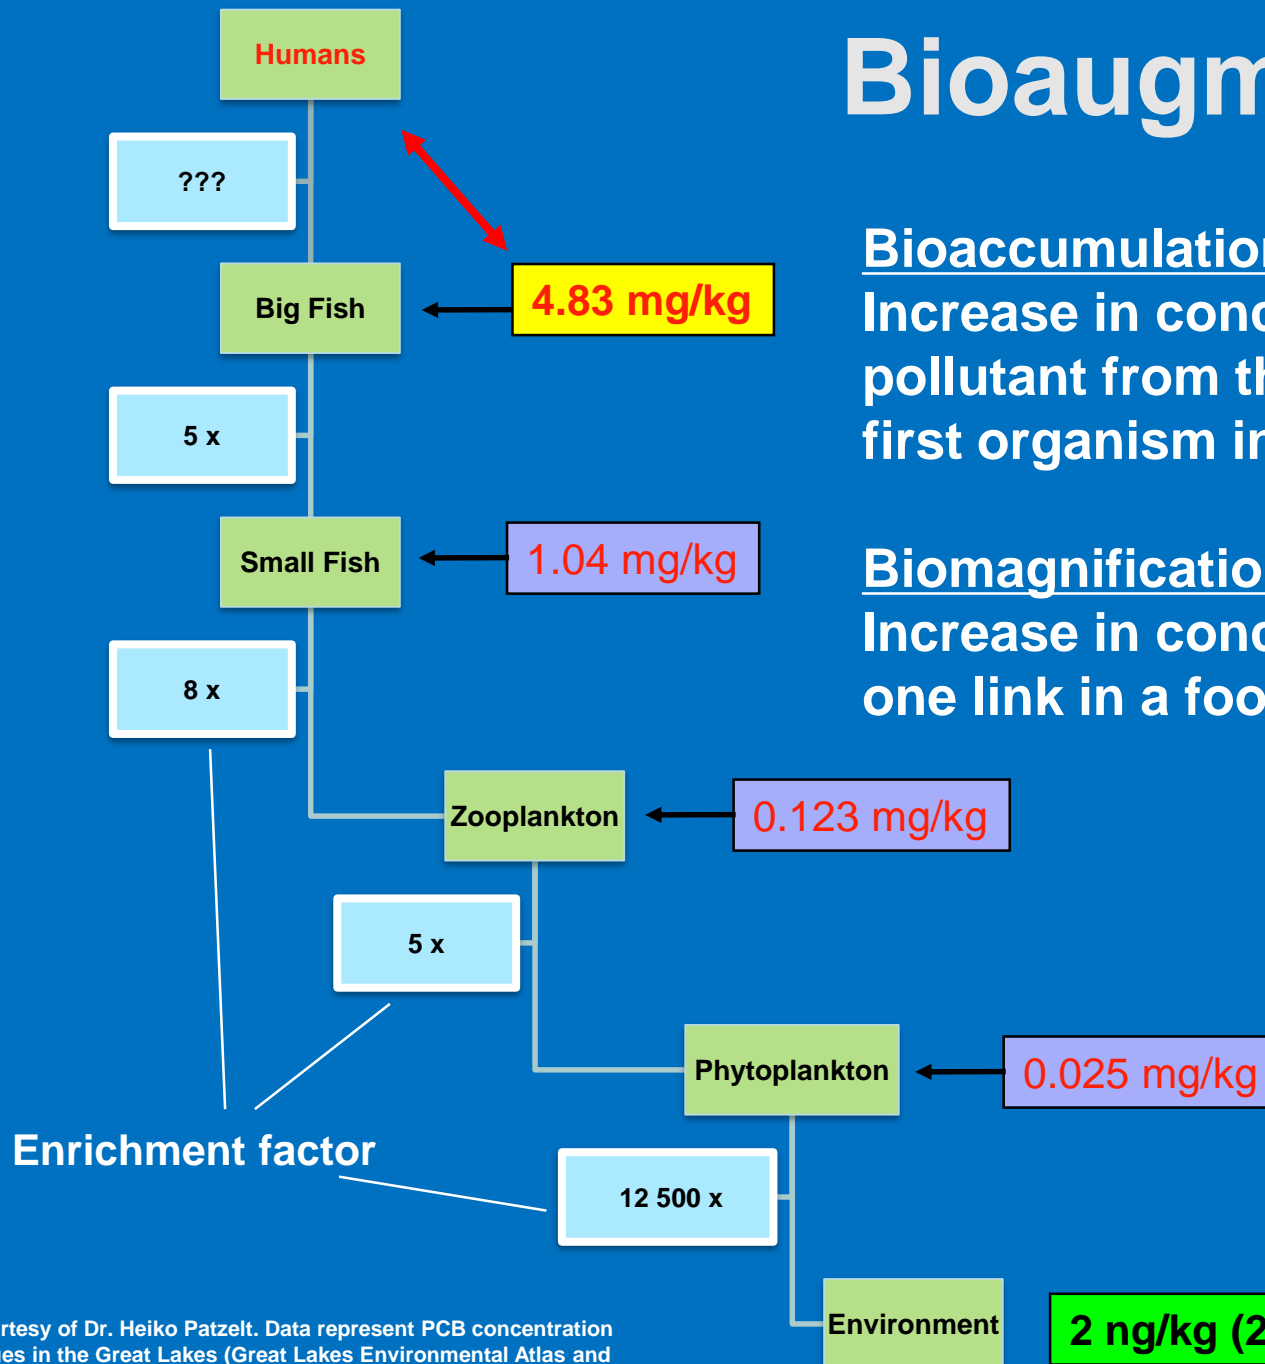 Humans
Bioaugm
???
Bioaccumulation
Increase in conc
pollutant from th
first organism in
Big Fish
4.83 mg/kg
5 x
Small Fish
1.04 mg/kg
Biomagnificatio
Increase in conc
one link in a foo
8 x
Zooplankton
0.123 mg/kg
5 x
Phytoplankton
0.025 mg/kg
Enrichment factor
12 500 x
Environment
2 ng/kg (2
rtesy of Dr. Heiko Patzelt. Data represent PCB concentration
ues in the Great Lakes (Great Lakes Environmental Atlas and